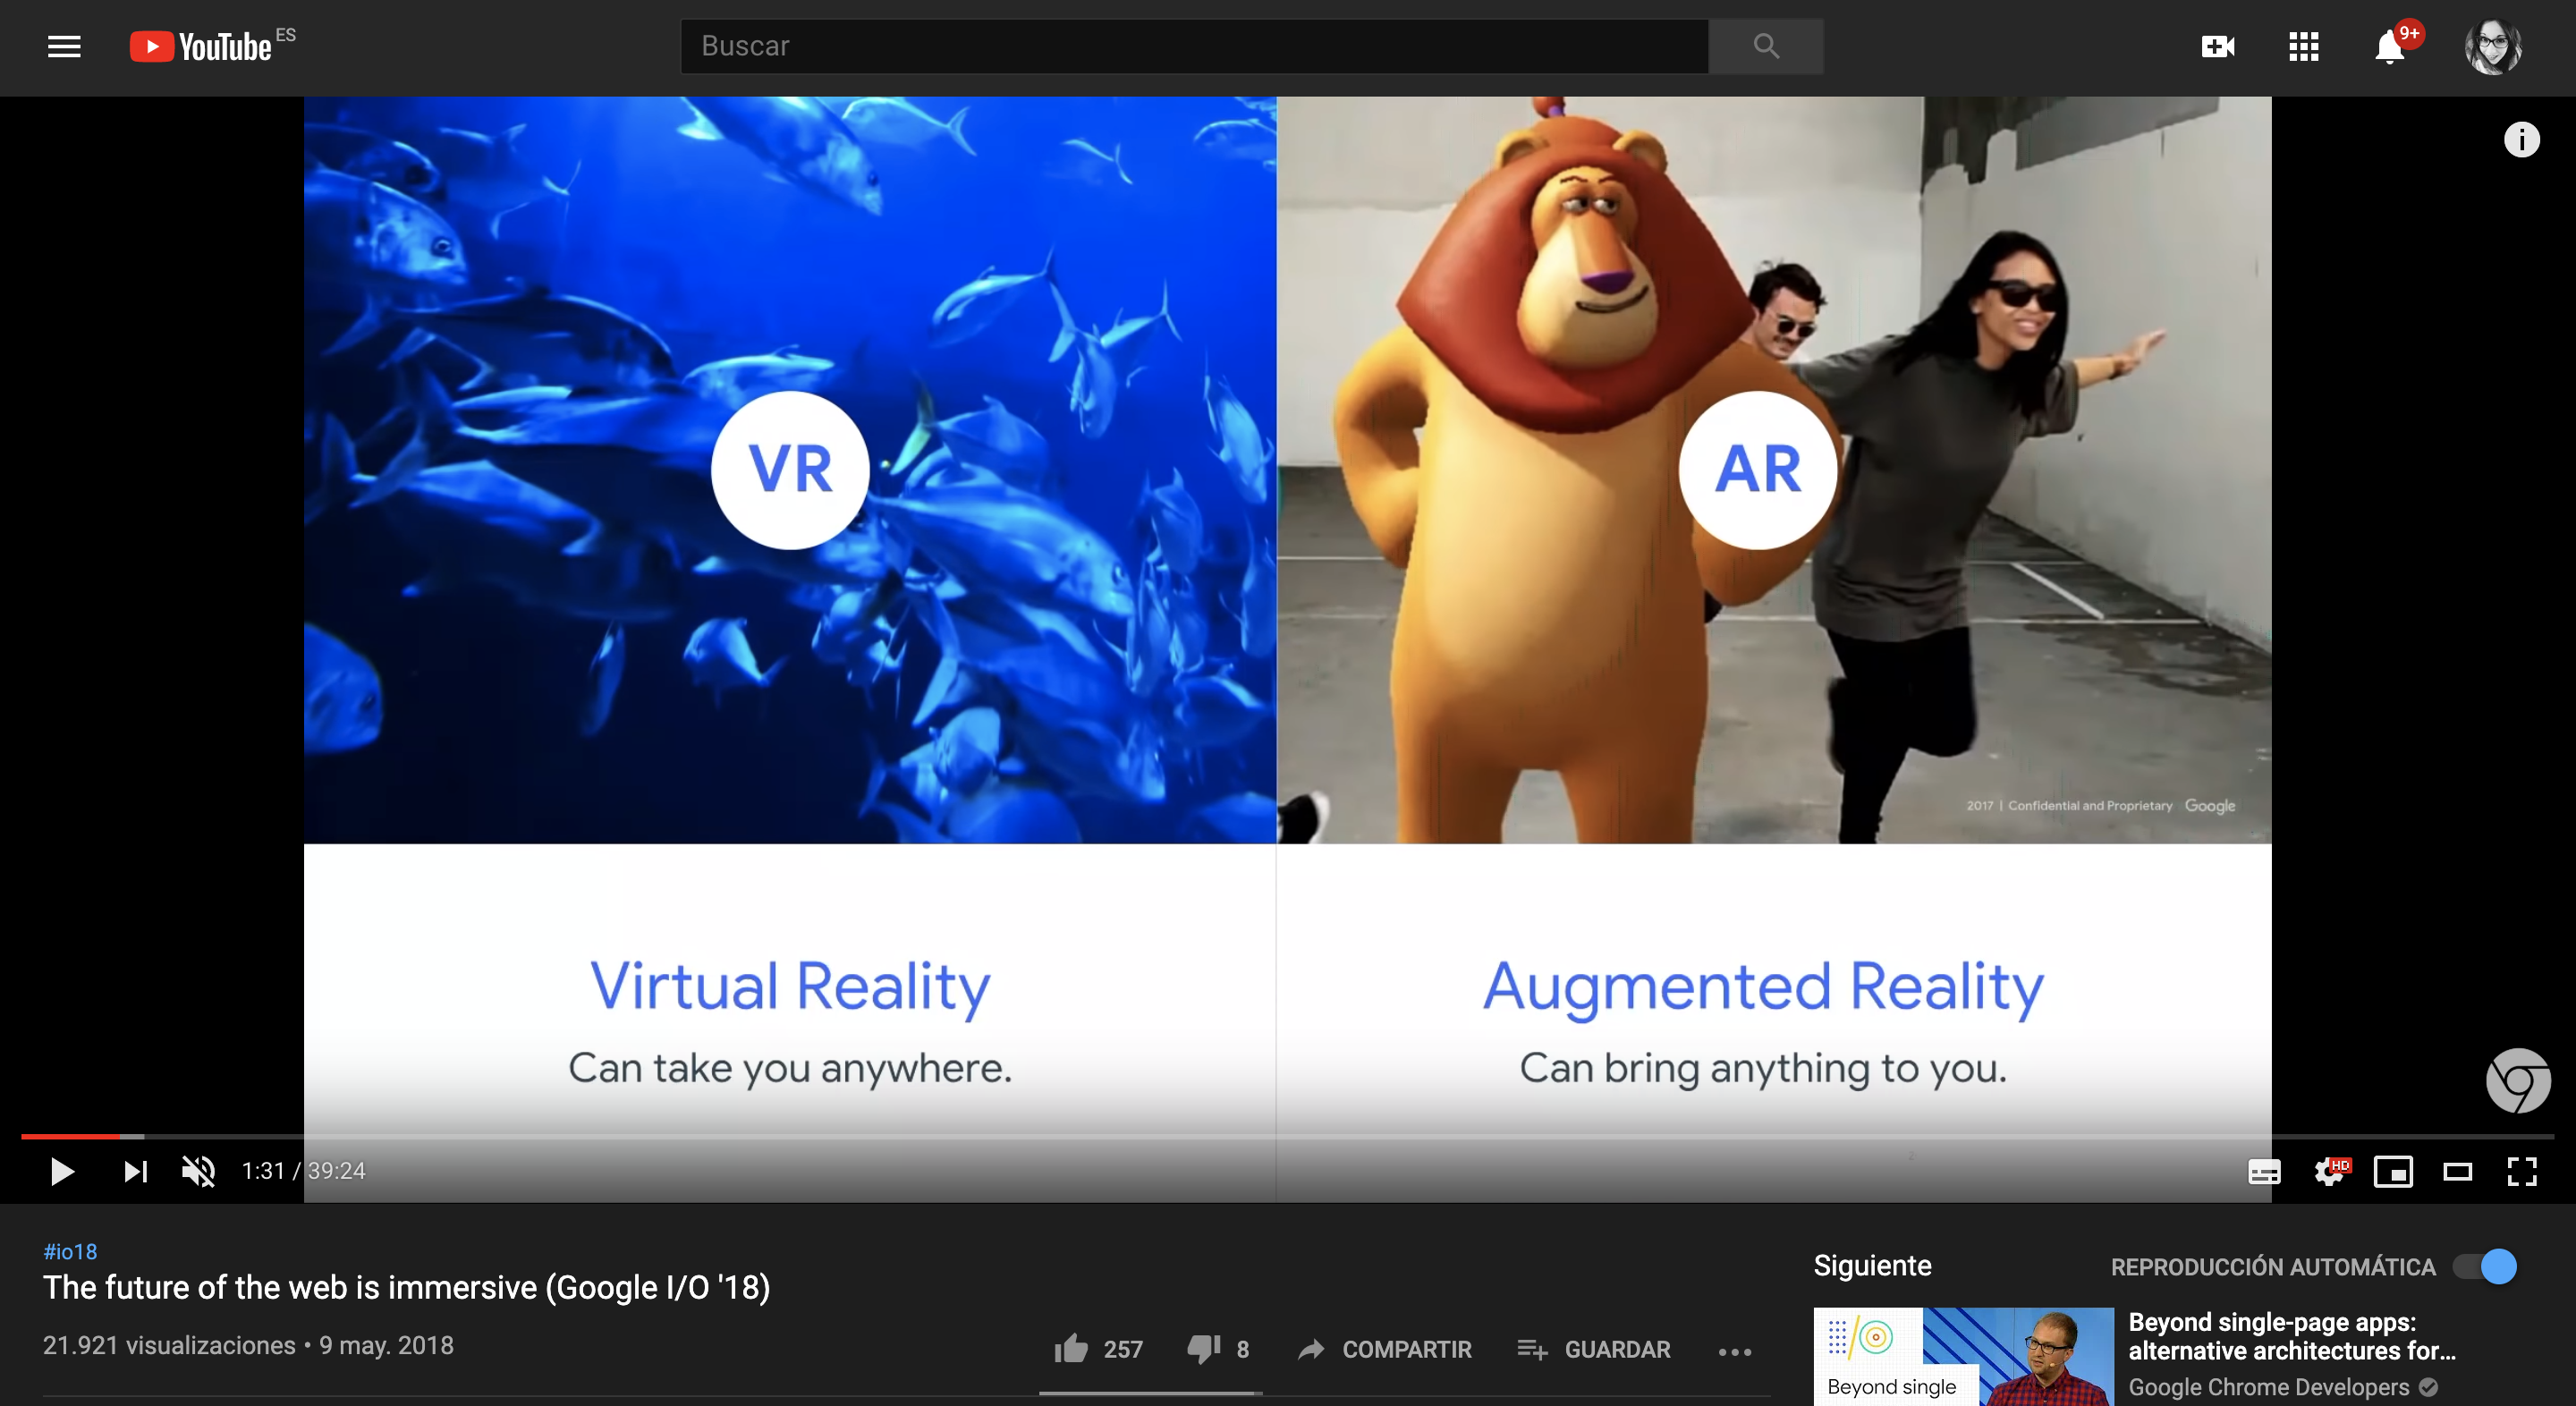 YouTube ES
Buscar
9+
VR
AR
2017 | Confidential and Proprietary Google
Virtual Reality
Can take you anywhere.
Augmented Reality
Can bring anything to you.
1:31 / 39:24
HD
#io18
The future of the web is immersive (Google I/O '18)
21.921 visualizaciones • 9 may. 2018
257
8
COMPARTIR
GUARDAR
Siguiente
REPRODUCCIÓN AUTOMÁTICA
Beyond single
Beyond single-page apps:
alternative architectures for...
Google Chrome Developers